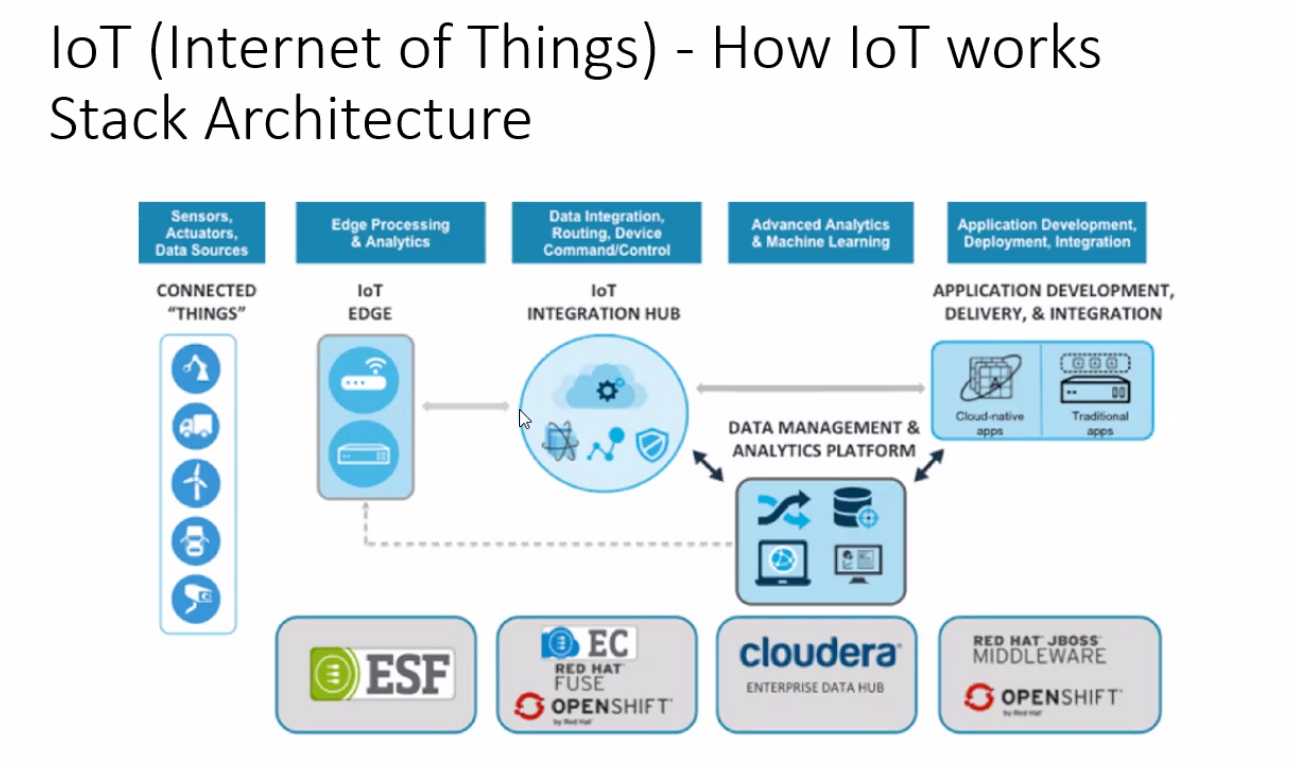 IoT (Internet of Things) - How IoT works
Stack Architecture
Sensors,
Actuators,
Data Sources
Edge Processing
& Analytics
Data Integration,
Routing, Device
Command/Control
Advanced Analytics
& Machine Learning
Application Development,
Deployment, Integration
CONNECTED
“THINGS”
IoT
EDGE
IoT
INTEGRATION HUB
APPLICATION DEVELOPMENT,
DELIVERY, & INTEGRATION
Cloud-native
apps
Traditional
apps
DATA MANAGEMENT &
ANALYTICS PLATFORM
ESF
EC
RED HAT
FUSE
OPENSHIFT
by Red Hat
cloudera
ENTERPRISE DATA HUB
RED HAT JBOSS
MIDDLEWARE
OPENSHIFT
by Red Hat